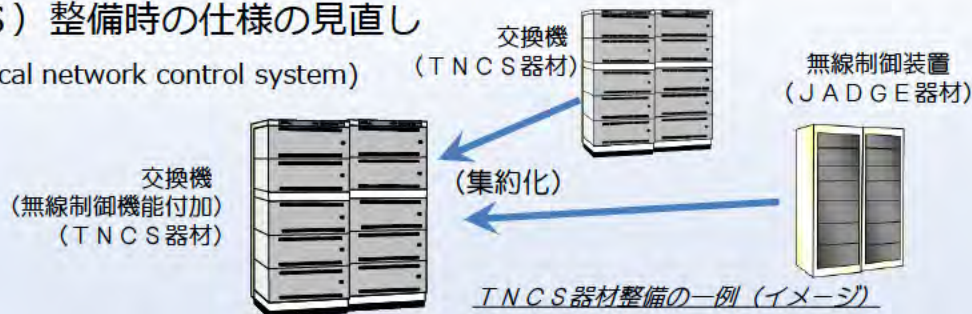 S）整備時の仕様の見直し
cal network control system)
交換機
（ＴＮＣＳ器材）
無線制御装置
（ＪＡＤＧＥ器材）
交換機
（無線制御機能付加）
（ＴＮＣＳ器材）
（集約化）
ＴＮＣＳ器材整備の一例（イメージ）